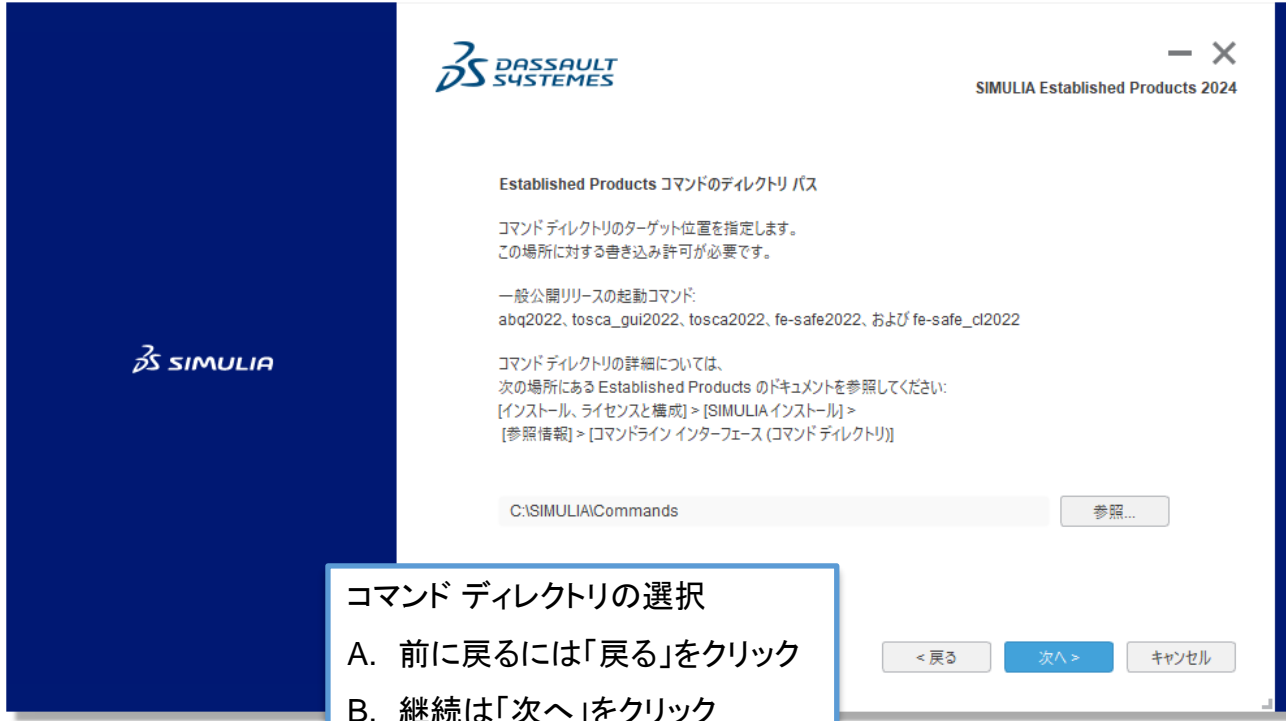 DASSAULT
SYSTEMES
SIMULIA Established Products 2024
Established Products コマンドのディレクトリ パス
コマンド ディレクトリのターゲット位置を指定します。
この場所に対する書き込み許可が必要です。
一般公開リリースの起動コマンド:
abq2022、tosca_gui2022、tosca2022、fe-safe2022、および fe-safe_cl2022
SIMULIA
コマンド ディレクトリの詳細については、
次の場所にある Established Products のドキュメントを参照してください:
[インストール、ライセンスと構成] > [SIMULIA インストール] >
[参照情報] > [コマンドライン インターフェース (コマンド ディレクトリ)]
C:\SIMULIA\Commands
参照...
コマンド ディレクトリの選択
A. 前に戻るには「戻る」をクリック
B. 継続は「次へ」をクリック
< 戻る
次へ >
キャンセル